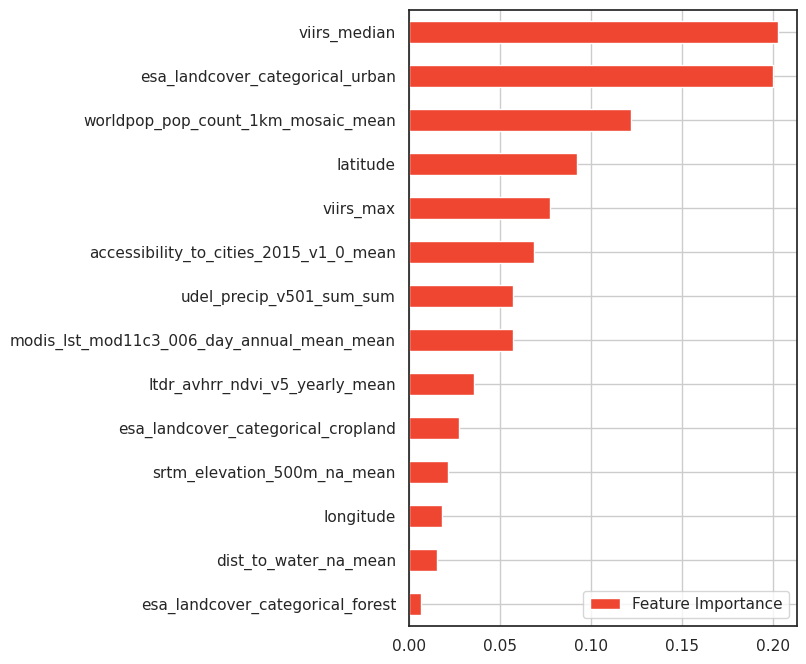 viirs_median
esa_landcover_categorical_urban
worldpop_pop_count_1km_mosaic_mean
latitude
viirs_max
accessibility_to_cities_2015_v1_0_mean
udel_precip_v501_sum_sum
modis_lst_mod11c3_006_day_annual_mean_mean
ltdr_avhrr_ndvi_v5_yearly_mean
esa_landcover_categorical_cropland
srtm_elevation_500m_na_mean
longitude
dist_to_water_na_mean
esa_landcover_categorical_forest
Feature Importance
0.00 0.05 0.10 0.15 0.20